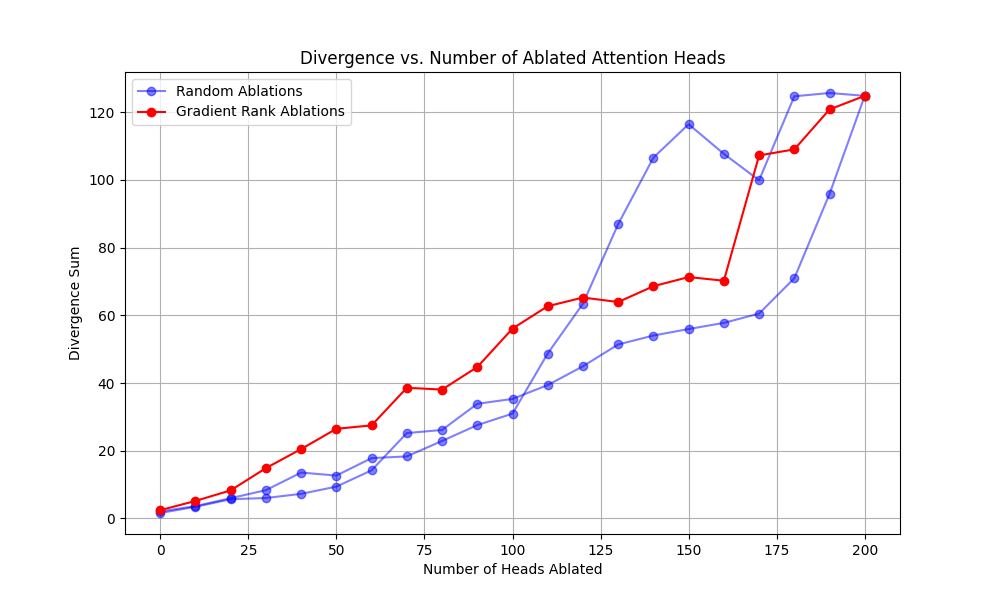 Divergence vs. Number of Ablated Attention Heads
Random Ablations
Gradient Rank Ablations
Divergence Sum
120
100
80
60
40
20
0
0 25 50 75 100 125 150 175 200
Number of Heads Ablated